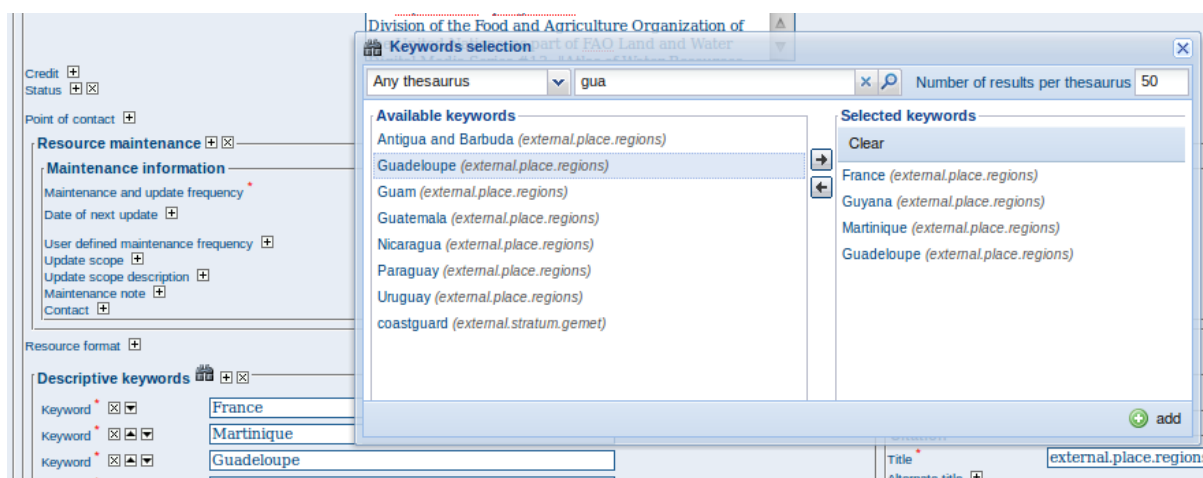 Division of the Food and Agriculture Organization of
Keywords selection
part of FAO Land and Water
Credit
Status
Any thesaurus
gua
Number of results per thesaurus 50
Point of contact
Available keywords
Selected keywords
Resource maintenance
Antigua and Barbuda (external.place.regions)
Clear
Maintenance information
Guadeloupe (external.place.regions)
France (external.place.regions)
Maintenance and update frequency *
Guam (external.place.regions)
Guyana (external.place.regions)
Date of next update
Guatemala (external.place.regions)
Martinique (external.place.regions)
User defined maintenance frequency
Nicaragua (external.place.regions)
Guadeloupe (external.place.regions)
Update scope
Paraguay (external.place.regions)
Update scope description
Maintenance note
Uruguay (external.place.regions)
Contact
coastguard (external.stratum.gemet)
Resource format
Descriptive keywords
Keyword * France
add
Keyword * Martinique
Keyword * Guadeloupe
Title * external.place.region